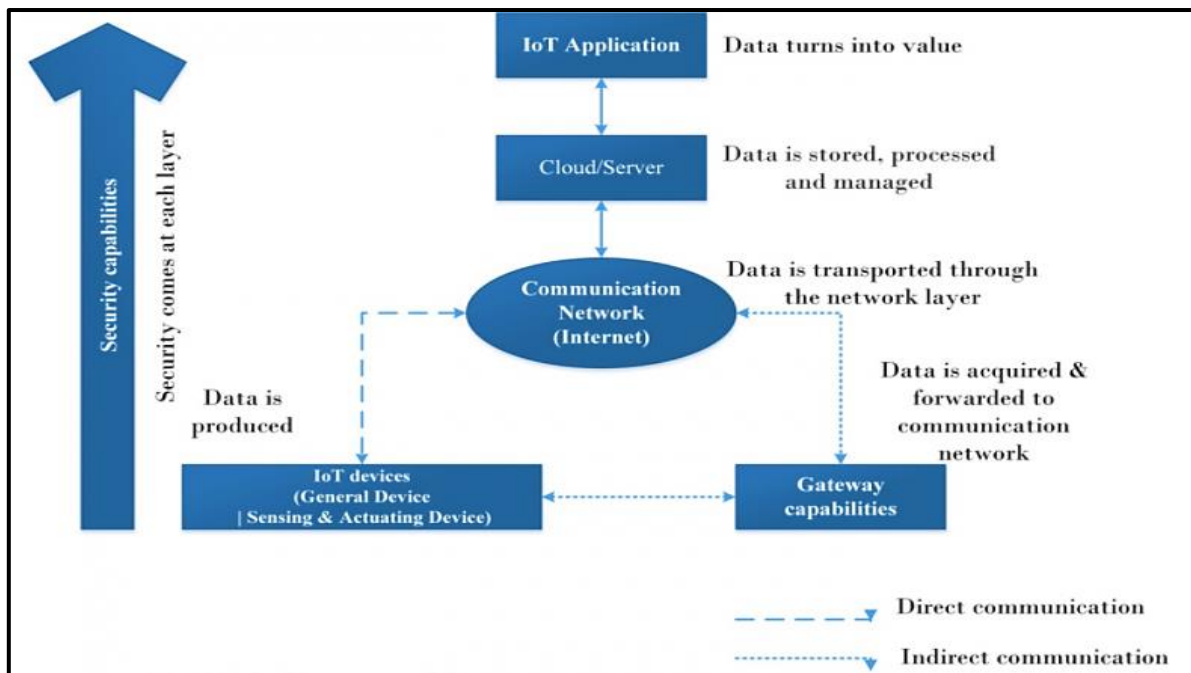 IoT Application
Data turns into value
Cloud/Server
Data is stored, processed
and managed
Communication
Network
(Internet)
Data is transported through
the network layer
Security capabilities
Security comes at each layer
Data is
produced
Data is acquired &
forwarded to
communication
network
IoT devices
(General Device
| Sensing & Actuating Device)
Gateway
capabilities
Direct communication
Indirect communication